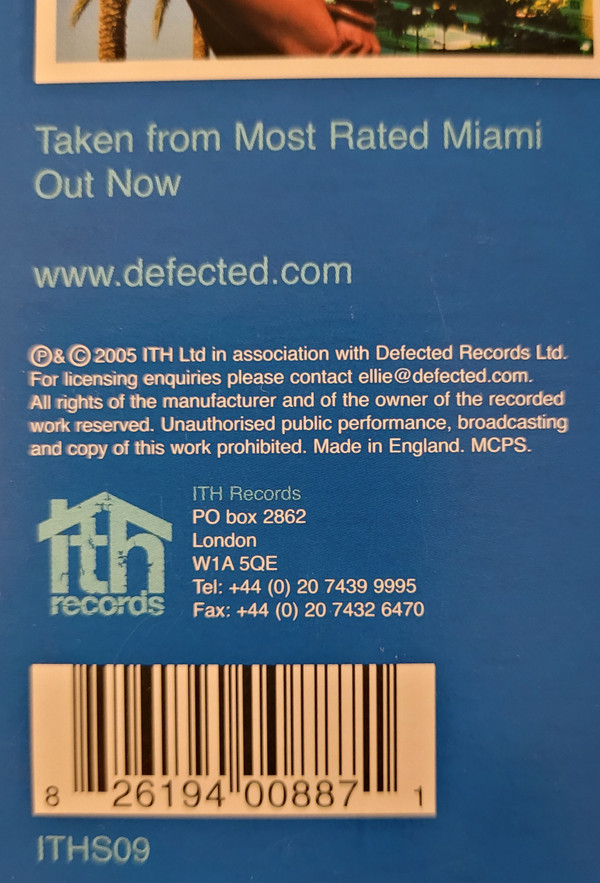 Taken from Most Rated Miami
Out Now
www.defected.com
℗&©2005 ITH Ltd in association with Defected Records Ltd.
For licensing enquiries please contact ellie@defected.com.
All rights of the manufacturer and of the owner of the recorded
work reserved. Unauthorised public performance, broadcasting
and copy of this work prohibited. Made in England. MCPS.
ith
records
ITH Records
PO box 2862
London
W1A 5QE
Tel: +44 (0) 20 7439 9995
Fax: +44 (0) 20 7432 6470
8 26194 00887 1
ITHS09